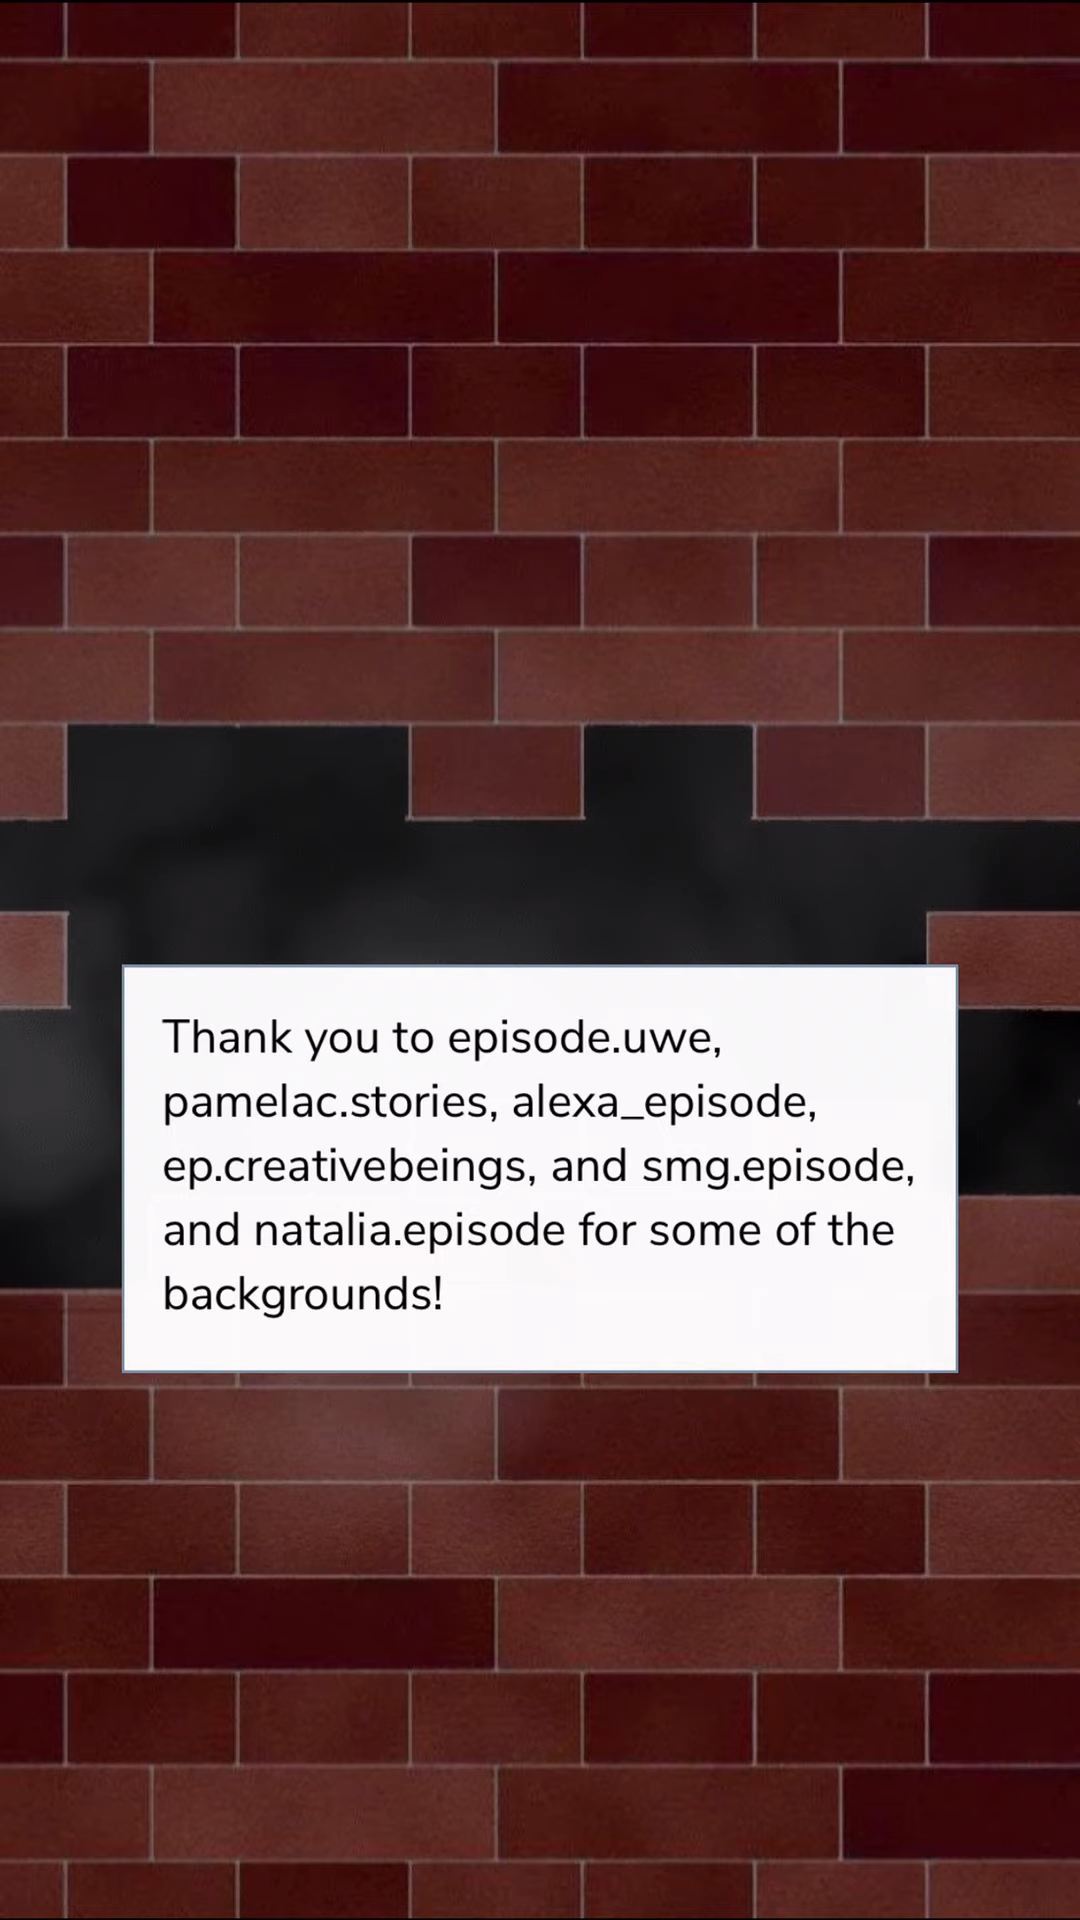 Thank you to episode.uwe,
pamelac.stories, alexa_episode,
ep.creativebeings, and smg.episode,
and natalia.episode for some of the
backgrounds!